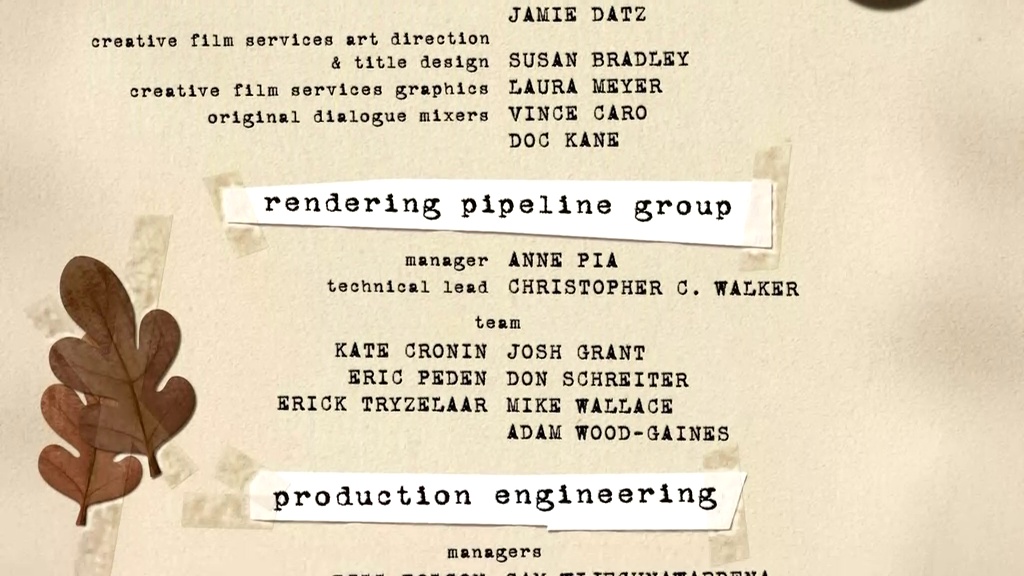 JAMIE DATZ
creative film services art direction
& title design SUSAN BRADLEY
creative film services graphics LAURA MEYER
original dialogue mixers VINCE CARO
DOC KANE
rendering pipeline group
manager ANNE PIA
technical lead CHRISTOPHER C. WALKER
team
KATE CRONIN JOSH GRANT
ERIC PEDEN DON SCHREITER
ERICK TRYZELAAR MIKE WALLACE
ADAM WOOD-GAINES
production engineering
managers